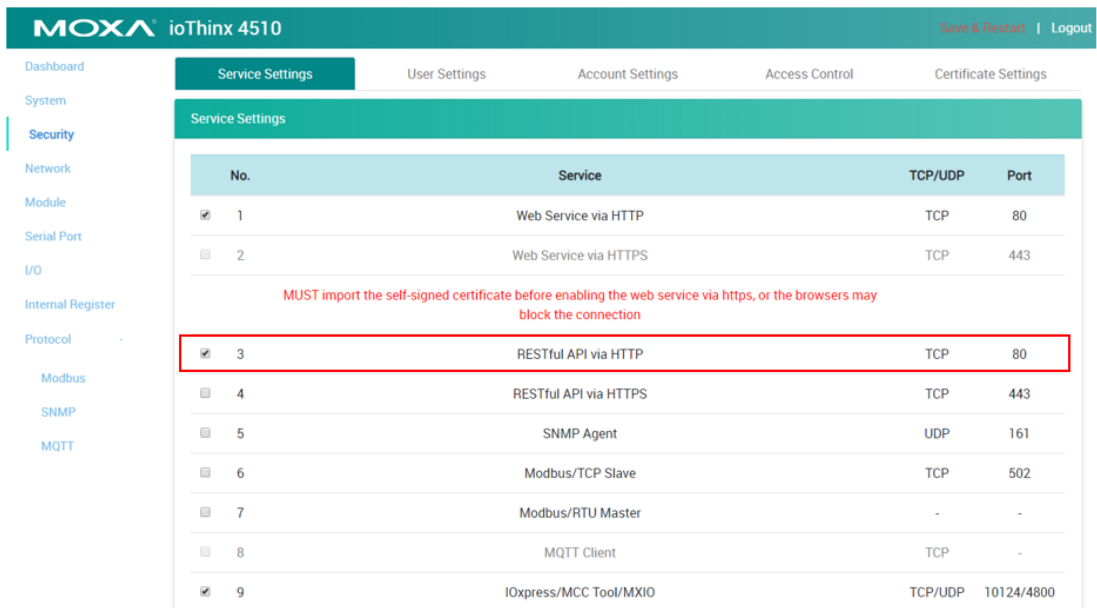 MOXA ioThinx 4510 Save & Restart | Logout
Dashboard
System
Security
Network
Module
Serial Port
I/O
Internal Register
Protocol -
Modbus
SNMP
MQTT
Service Settings User Settings Account Settings Access Control Certificate Settings
Service Settings
No. Service TCP/UDP Port
1 Web Service via HTTP TCP 80
2 Web Service via HTTPS TCP 443
MUST import the self-signed certificate before enabling the web service via https, or the browsers may
block the connection
3 RESTful API via HTTP TCP 80
4 RESTful API via HTTPS TCP 443
5 SNMP Agent UDP 161
6 Modbus/TCP Slave TCP 502
7 Modbus/RTU Master - -
8 MQTT Client TCP -
9 IOxpress/MCC Tool/MXIO TCP/UDP 10124/4800